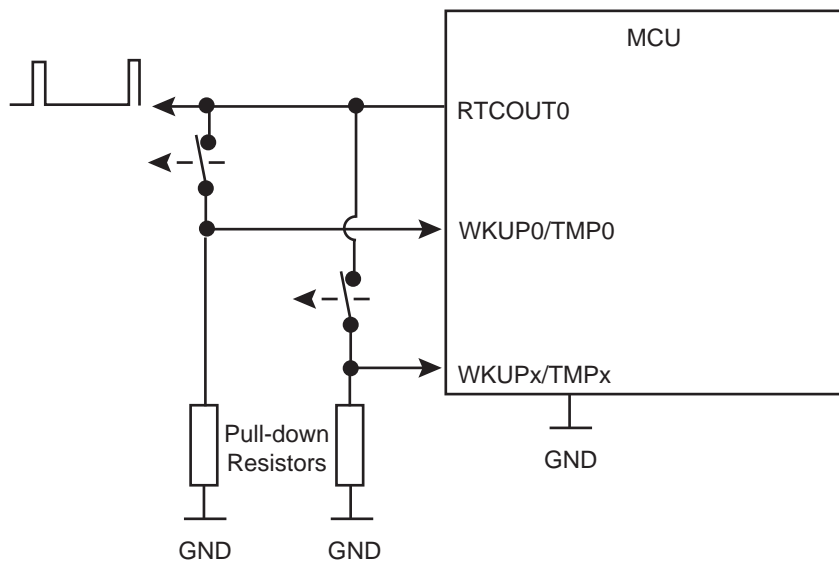 MCU
RTCOUT0
WKUP0/TMP0
WKUPx/TMPx
Pull-down
Resistors
GND
GND
GND